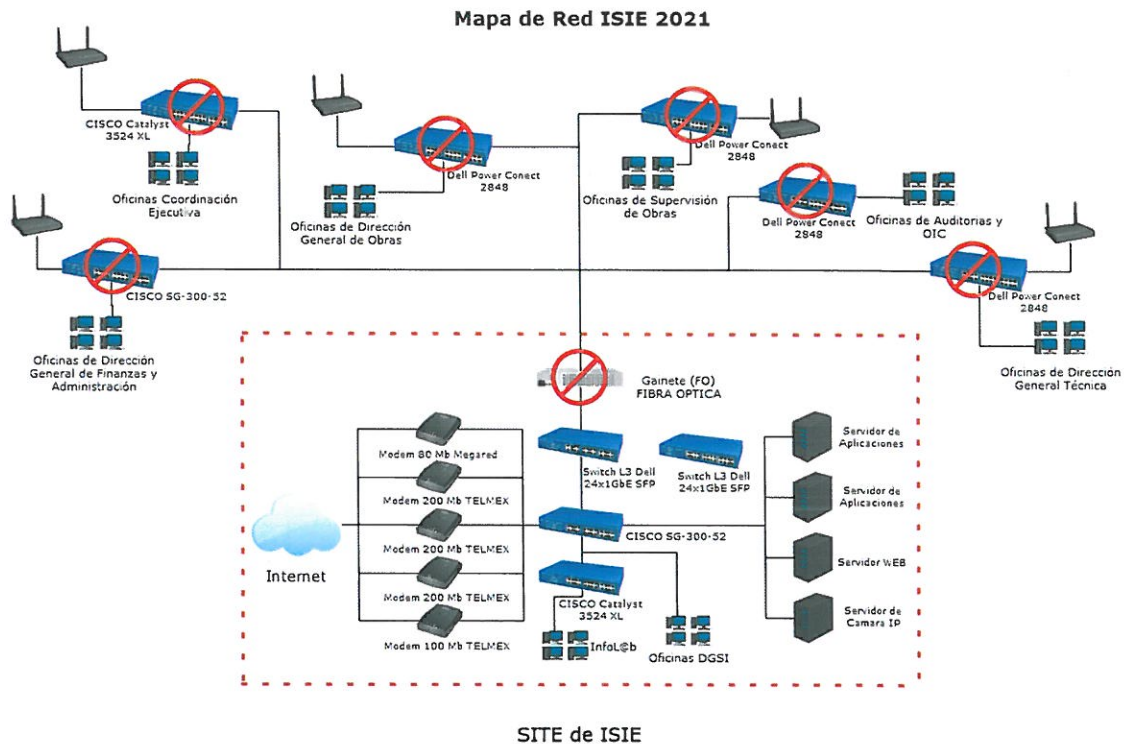 Mapa de Red ISIE 2021
CISCO Catalyst
3524 XL
Oficinas Coordinación
Ejecutiva
Dell Power Conect
2848
Oficinas de Dirección
General de Obras
Dell Power Conect
2848
Oficinas de Supervisión
de Obras
Dell Power Conect
2848
Oficinas de Auditorias y
OIC
CISCO SG-300-52
Oficinas de Dirección
General de Finanzas y
Administración
Dell Power Conect
2848
Oficinas de Dirección
General Técnica
Gainete (FO)
FIBRA OPTICA
Modem 80 Mb Megared
Modem 200 Mb TELMEX
Modem 200 Mb TELMEX
Modem 200 Mb TELMEX
Modem 100 Mb TELMEX
Internet
Switch L3 Dell
24x1GbE SFP
Switch L3 Dell
24x1GbE SFP
CISCO SG-300-52
CISCO Catalyst
3524 XL
InfoL@b
Oficinas DGSI
Servidor de
Aplicaciones
Servidor de
Aplicaciones
Servidor WEB
Servidor de
Camara IP
SITE de ISIE